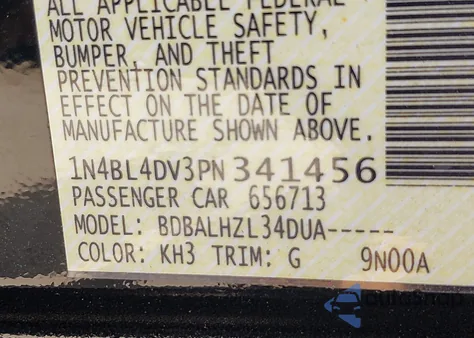 ALL APPLICABLE FEDERAL
MOTOR VEHICLE SAFETY,
BUMPER, AND THEFT
PREVENTION STANDARDS IN
EFFECT ON THE DATE OF
MANUFACTURE SHOWN ABOVE.
1N4BL4DV3PN341456
PASSENGER CAR 656713
MODEL: BDBALHZL34DUA-----
COLOR: KH3 TRIM: G 9N00A
autosnap